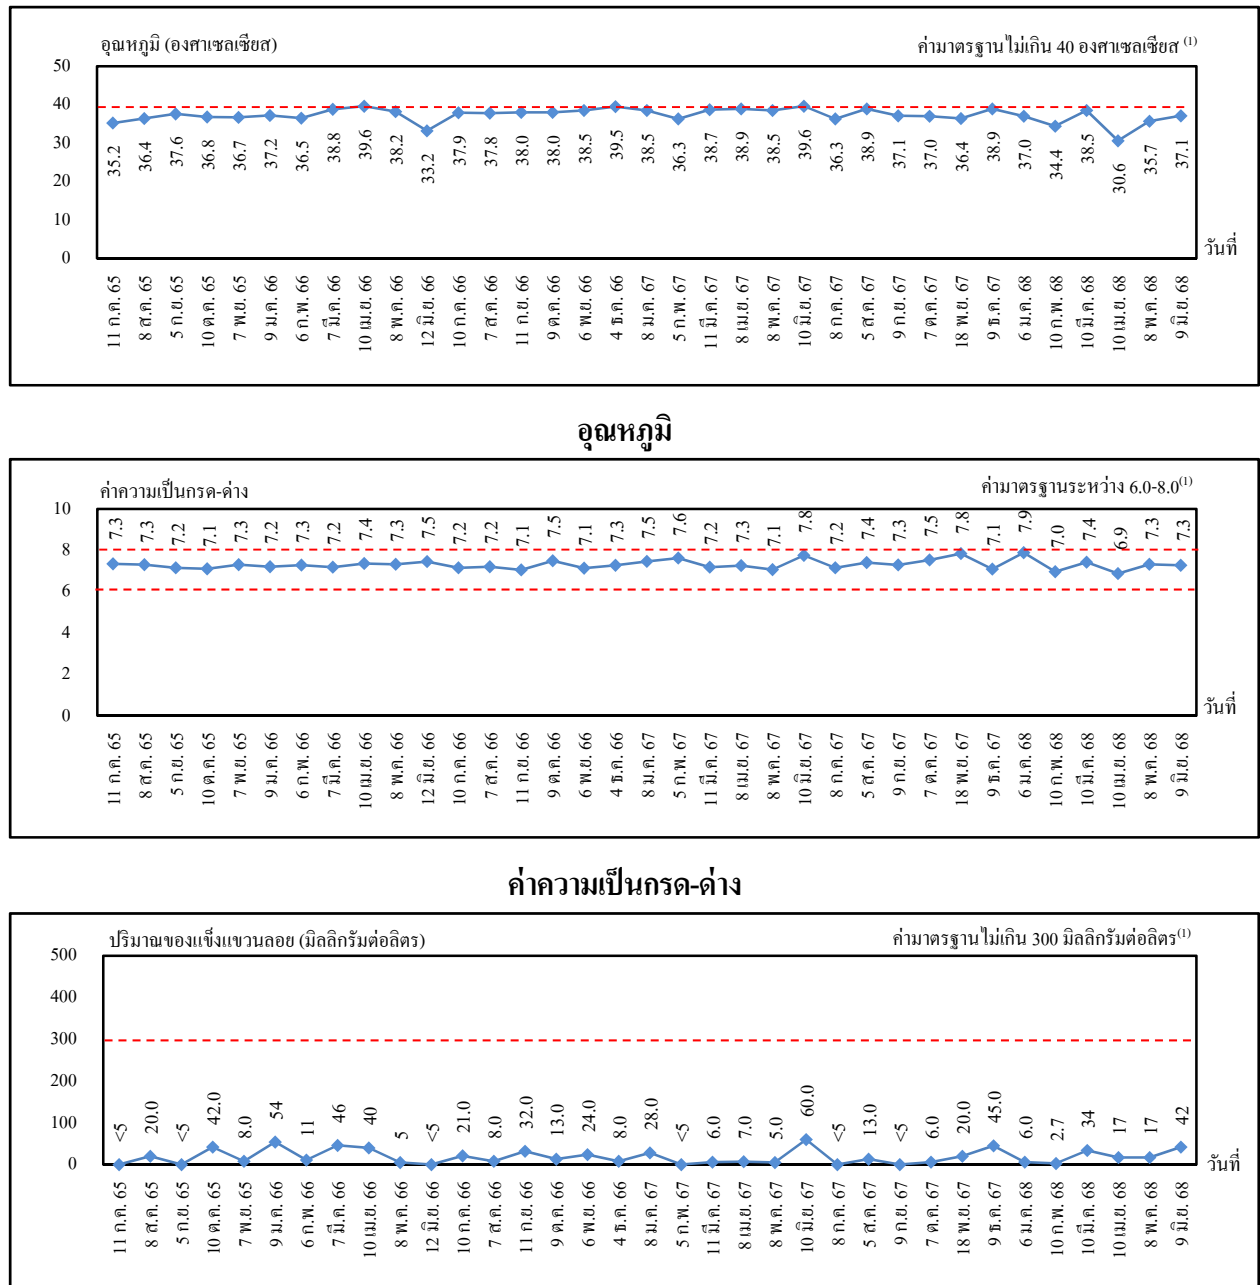 อุณหภูมิ (องศาเซลเซียส)
ค่ามาตรฐานไม่เกิน 40 องศาเซลเซียส (1)
50
40
30
20
10
0
35.2 36.4 37.6 36.8 36.7 37.2 36.5 38.8 39.6 38.2 33.2 37.9 37.8 38.0 38.0 38.5 39.5 38.5 36.3 38.7 38.9 38.5 39.6 36.3 38.9 37.1 37.0 36.4 38.9 37.0 34.4 38.5 30.6 35.7 37.1
วันที่
11 ก.ค. 65 8 ส.ค. 65 5 ก.ย. 65 10 ต.ค. 65 7 พ.ย. 65 9 ม.ค. 66 6 ก.พ. 66 7 มี.ค. 66 10 เม.ย. 66 8 พ.ค. 66 12 มิ.ย. 66 10 ก.ค. 66 7 ส.ค. 66 11 ก.ย. 66 9 ต.ค. 66 6 พ.ย. 66 4 ธ.ค. 66 8 ม.ค. 67 5 ก.พ. 67 11 มี.ค. 67 8 เม.ย. 67 8 พ.ค. 67 10 มิ.ย. 67 8 ก.ค. 67 5 ส.ค. 67 9 ก.ย. 67 7 ต.ค. 67 18 พ.ย. 67 9 ธ.ค. 67 6 ม.ค. 68 10 ก.พ. 68 10 มี.ค. 68 10 เม.ย. 68 8 พ.ค. 68 9 มิ.ย. 68
อุณหภูมิ
ค่าความเป็นกรด-ด่าง
ค่ามาตรฐานระหว่าง 6.0-8.0(1)
10
8
6
4
2
0
7.3 7.3 7.2 7.1 7.3 7.2 7.3 7.2 7.4 7.3 7.5 7.2 7.2 7.1 7.5 7.1 7.3 7.5 7.6 7.2 7.3 7.1 7.8 7.2 7.4 7.3 7.5 7.8 7.1 7.9 7.0 7.4 6.9 7.3 7.3
วันที่
11 ก.ค. 65 8 ส.ค. 65 5 ก.ย. 65 10 ต.ค. 65 7 พ.ย. 65 9 ม.ค. 66 6 ก.พ. 66 7 มี.ค. 66 10 เม.ย. 66 8 พ.ค. 66 12 มิ.ย. 66 10 ก.ค. 66 7 ส.ค. 66 11 ก.ย. 66 9 ต.ค. 66 6 พ.ย. 66 4 ธ.ค. 66 8 ม.ค. 67 5 ก.พ. 67 11 มี.ค. 67 8 เม.ย. 67 8 พ.ค. 67 10 มิ.ย. 67 8 ก.ค. 67 5 ส.ค. 67 9 ก.ย. 67 7 ต.ค. 67 18 พ.ย. 67 9 ธ.ค. 67 6 ม.ค. 68 10 ก.พ. 68 10 มี.ค. 68 10 เม.ย. 68 8 พ.ค. 68 9 มิ.ย. 68
ค่าความเป็นกรด-ด่าง
ปริมาณของแข็งแขวนลอย (มิลลิกรัมต่อลิตร)
ค่ามาตรฐานไม่เกิน 300 มิลลิกรัมต่อลิตร(1)
500
400
300
200
100
0
<5 20.0 <5 42.0 8.0 54 11 46 40 5 <5 21.0 8.0 32.0 13.0 24.0 8.0 28.0 <5 6.0 7.0 5.0 60.0 <5 13.0 <5 6.0 20.0 45.0 6.0 2.7 34 17 17 42
วันที่
11 ก.ค. 65 8 ส.ค. 65 5 ก.ย. 65 10 ต.ค. 65 7 พ.ย. 65 9 ม.ค. 66 6 ก.พ. 66 7 มี.ค. 66 10 เม.ย. 66 8 พ.ค. 66 12 มิ.ย. 66 10 ก.ค. 66 7 ส.ค. 66 11 ก.ย. 66 9 ต.ค. 66 6 พ.ย. 66 4 ธ.ค. 66 8 ม.ค. 67 5 ก.พ. 67 11 มี.ค. 67 8 เม.ย. 67 8 พ.ค. 67 10 มิ.ย. 67 8 ก.ค. 67 5 ส.ค. 67 9 ก.ย. 67 7 ต.ค. 67 18 พ.ย. 67 9 ธ.ค. 67 6 ม.ค. 68 10 ก.พ. 68 10 มี.ค. 68 10 เม.ย. 68 8 พ.ค. 68 9 มิ.ย. 68